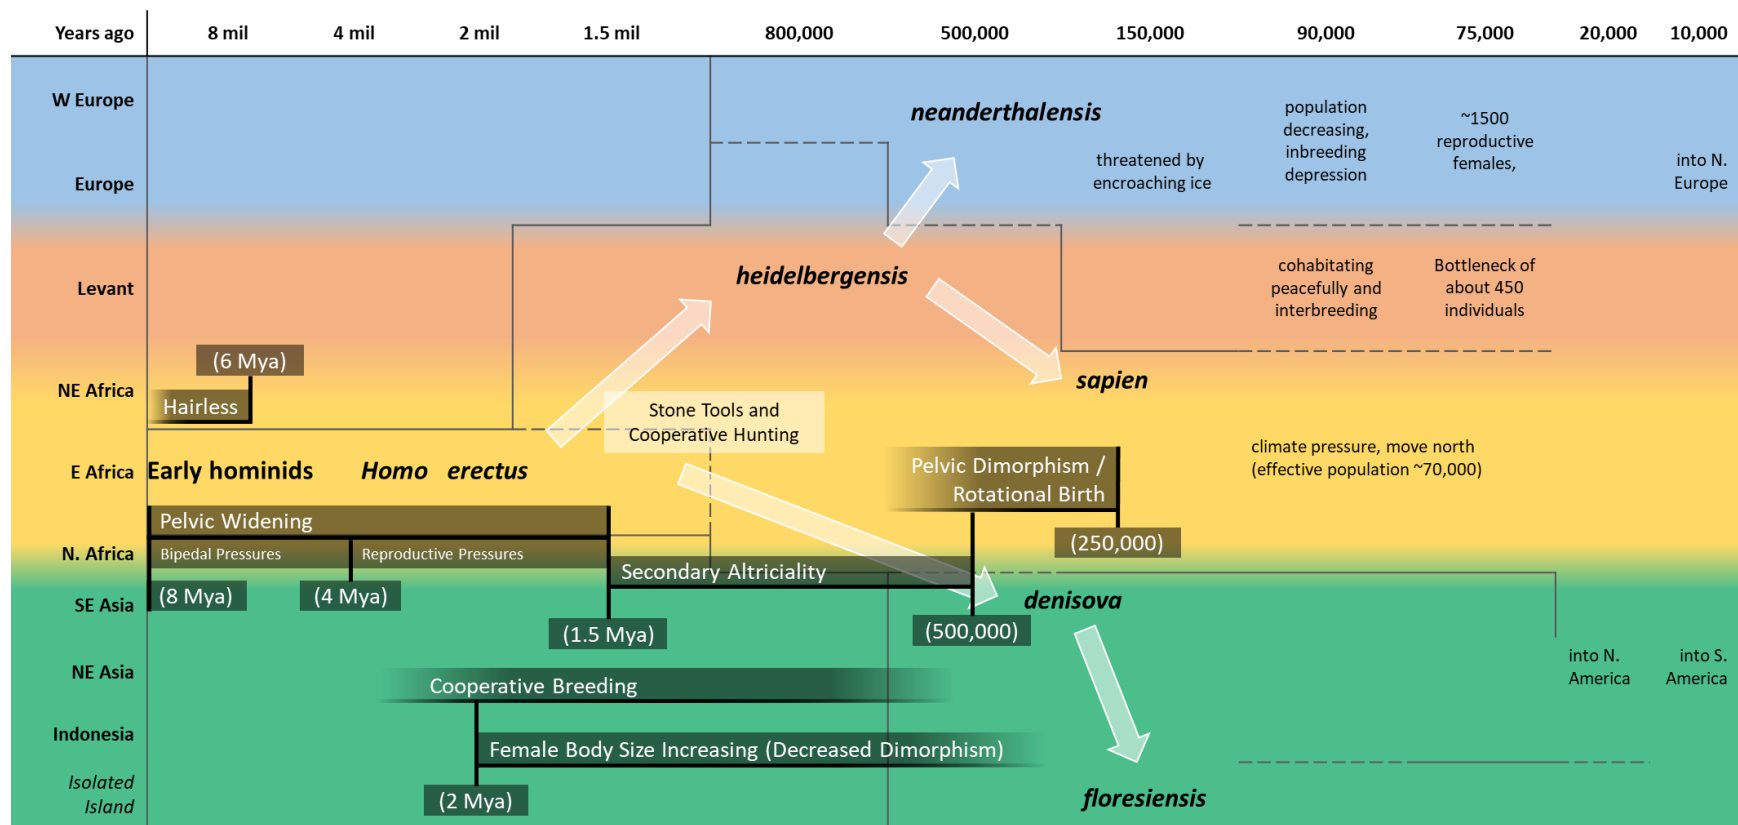 Years ago 8 mil 4 mil 2 mil 1.5 mil 800,000 500,000 150,000 90,000 75,000 20,000 10,000
W Europe
Europe
Levant
NE Africa
E Africa
N. Africa
SE Asia
NE Asia
Indonesia
Isolated
Island
neanderthalensis
threatened by
encroaching ice
population
decreasing,
inbreeding
depression
~1500
reproductive
females,
into N.
Europe
heidelbergensis
cohabitating
peacefully and
interbreeding
Bottleneck of
about 450
individuals
(6 Mya)
Hairless
sapien
Stone Tools and
Cooperative Hunting
Early hominids
Homo erectus
Pelvic Dimorphism /
Rotational Birth
(250,000)
climate pressure, move north
(effective population ~70,000)
Pelvic Widening
Bipedal Pressures
Reproductive Pressures
(8 Mya)
(4 Mya)
Secondary Altriciality
(1.5 Mya)
(500,000)
denisova
Cooperative Breeding
into N.
America
into S.
America
Female Body Size Increasing (Decreased Dimorphism)
(2 Mya)
floresiensis